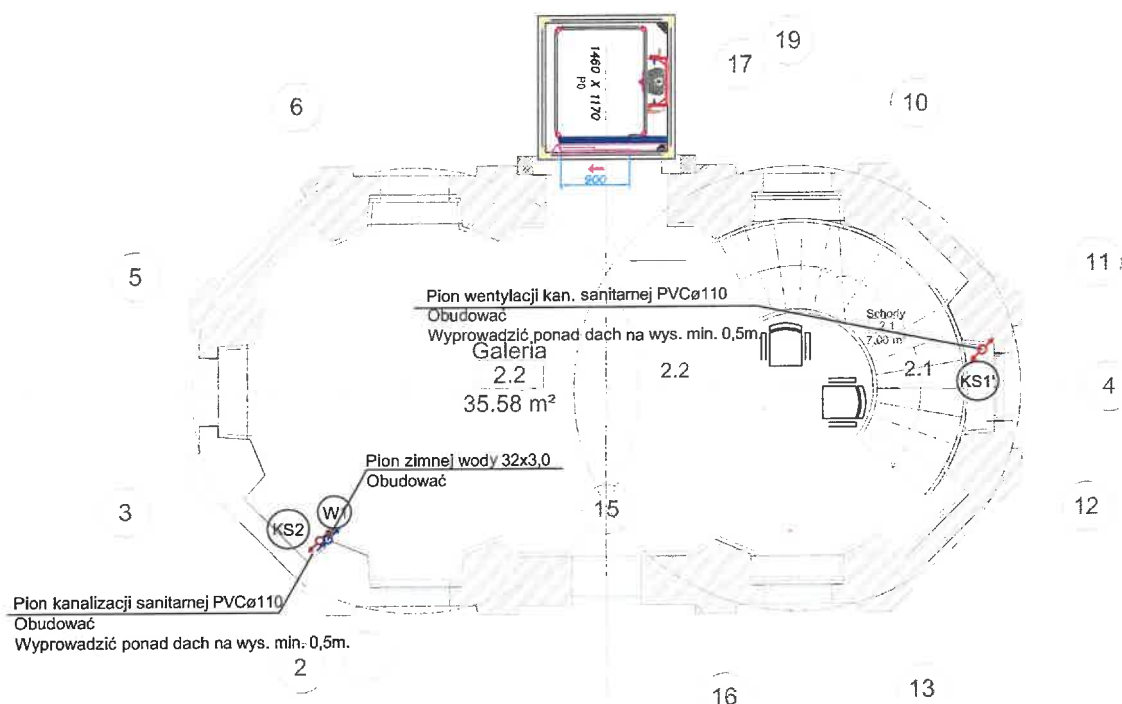 19
17
6
10
1460 X 1170
PO
900
5
11
Pion wentylacji kan. sanitarnej PVCø110
Obudować
Wyprowadzić ponad dach na wys. min. 0,5m.
Schody
2.1
7,00 m
Galeria
2.2
35.58 m²
2.2
2.1
KS1'
4
Pion zimnej wody 32x3,0
Obudować
3
KS2
W1
15
12
Pion kanalizacji sanitarnej PVCø110
Obudować
Wyprowadzić ponad dach na wys. min. 0,5m.
2
16
13